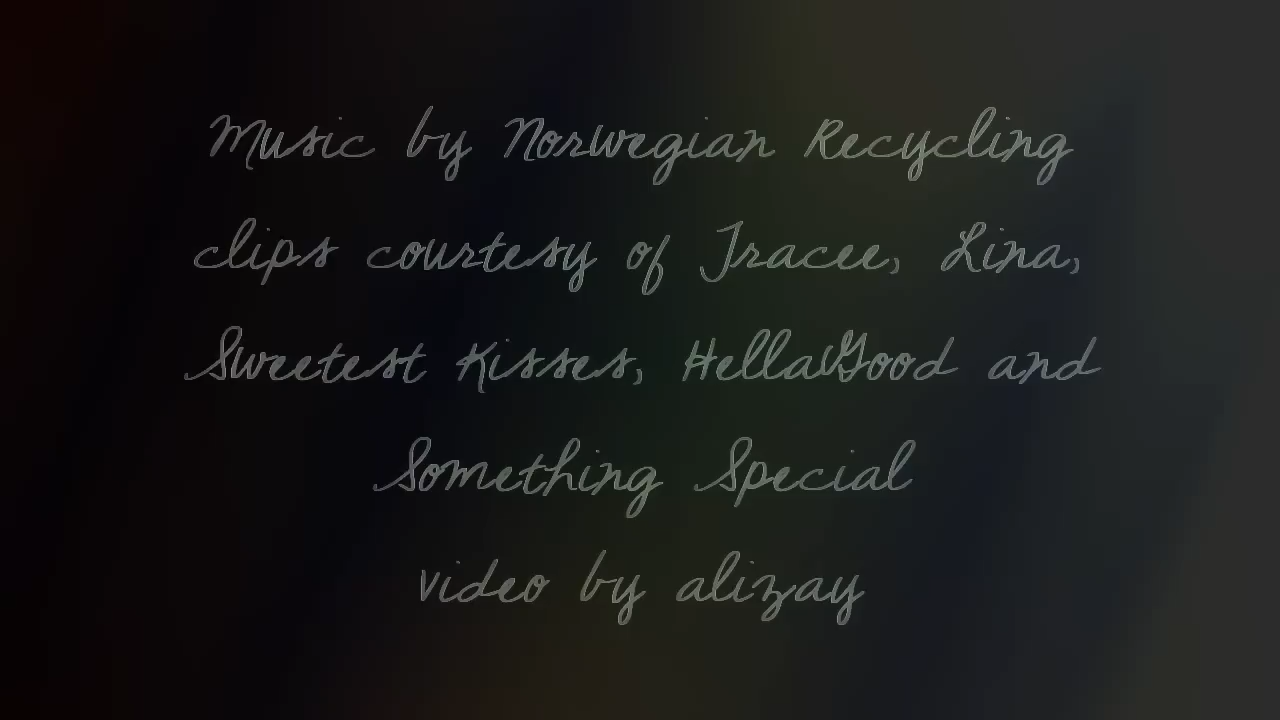 Music by Norwegian Recycling
clips courtesy of Tracee, Lina,
Sweetest Kisses, HellaGood and
Something Special
video by alizay